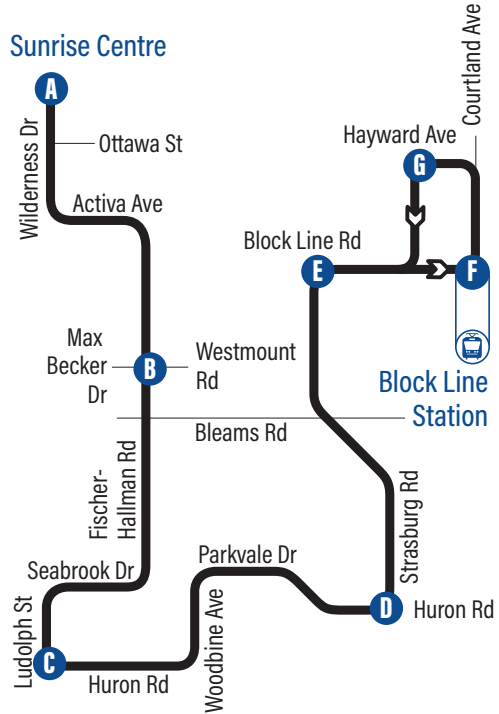 Sunrise Centre
A
Wilderness Dr
Ottawa St
Activa Ave
Courtland Ave
Hayward Ave
G
Block Line Rd
E
F
Max
Becker
Dr
B
Westmount
Rd
Block Line
Station
Bleams Rd
Fischer-
Hallman Rd
Strasburg Rd
Seabrook Dr
Parkvale Dr
Ludolph St
C
Huron Rd
Woodbine Ave
D
Huron Rd